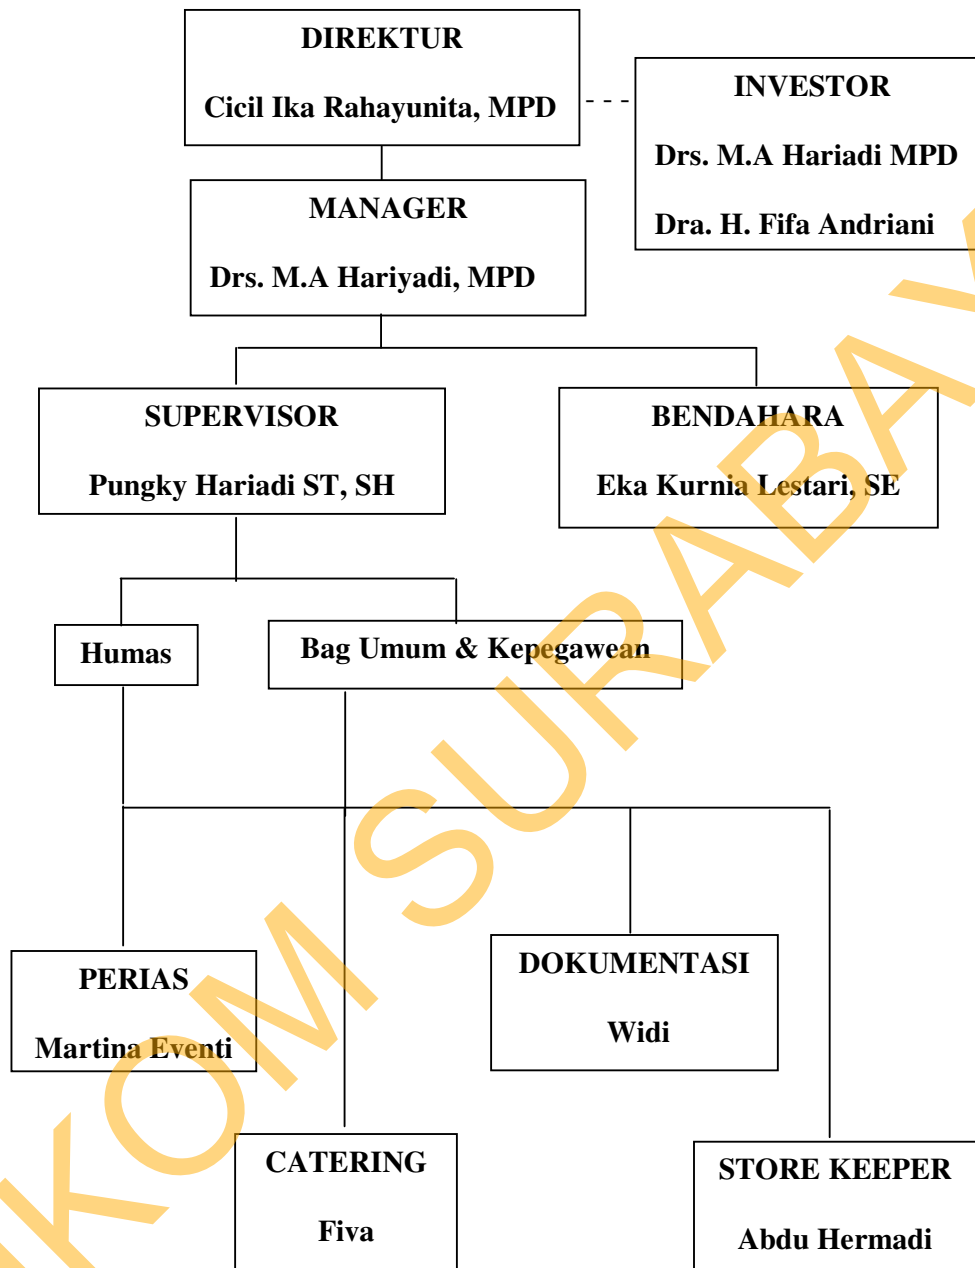 DIREKTUR
Cicil Ika Rahayunita, MPD
INVESTOR
Drs. M.A Hariadi MPD
Dra. H. Fifa Andriani
MANAGER
Drs. M.A Hariyadi, MPD
SUPERVISOR
Pungky Hariadi ST, SH
BENDAHARA
Eka Kurnia Lestari, SE
Humas
Bag Umum & Kepegawean
PERIAS
Martina Eventi
DOKUMENTASI
Widi
CATERING
Fiva
STORE KEEPER
Abdu Hermadi
KOM SURABAY